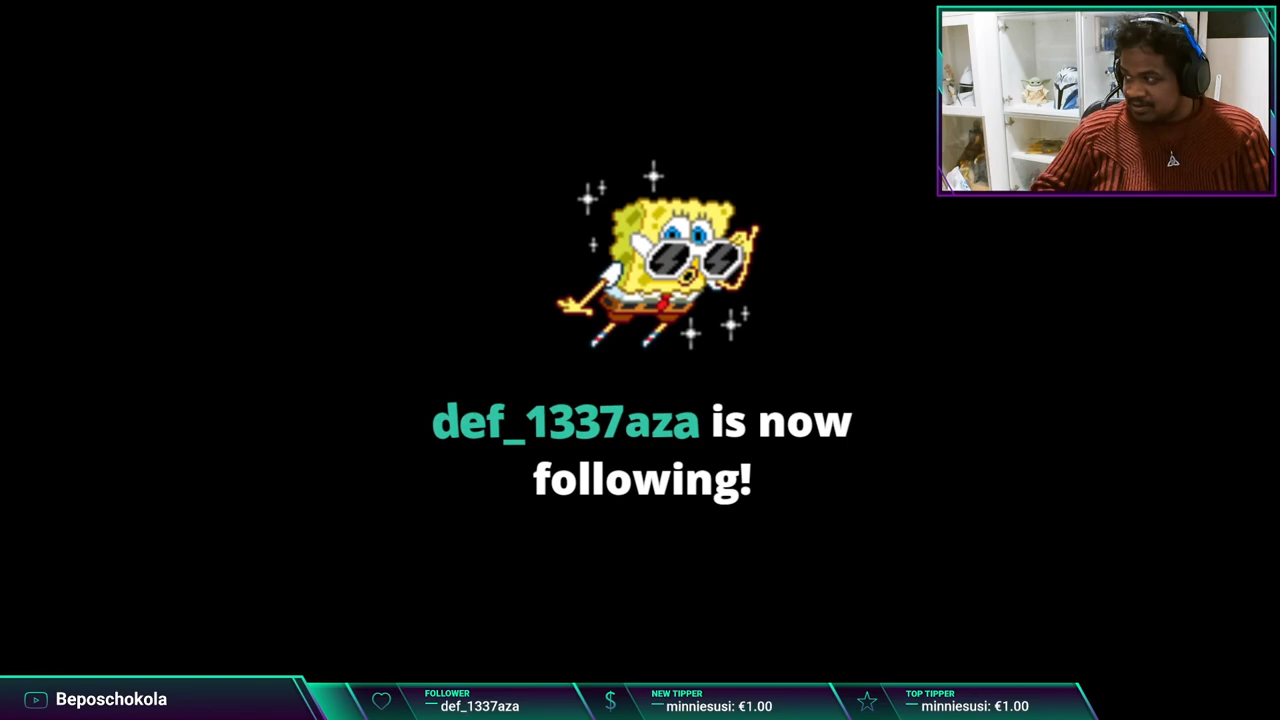 def_1337aza is now
following!
Beposchokola
FOLLOWER
def_1337aza
NEW TIPPER
minniesusi: €1.00
TOP TIPPER
minniesusi: €1.00